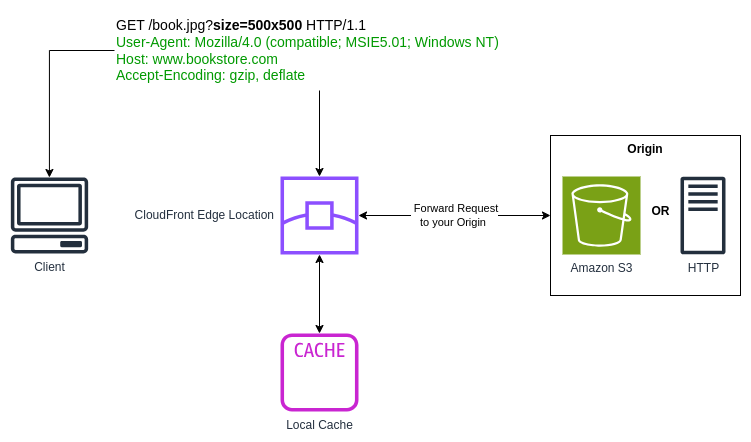 GET /book.jpg?size=500x500 HTTP/1.1
User-Agent: Mozilla/4.0 (compatible; MSIE5.01; Windows NT)
Host: www.bookstore.com
Accept-Encoding: gzip, deflate
Origin
CloudFront Edge Location
Forward Request
to your Origin
OR
Client
Amazon S3
HTTP
CACHE
Local Cache